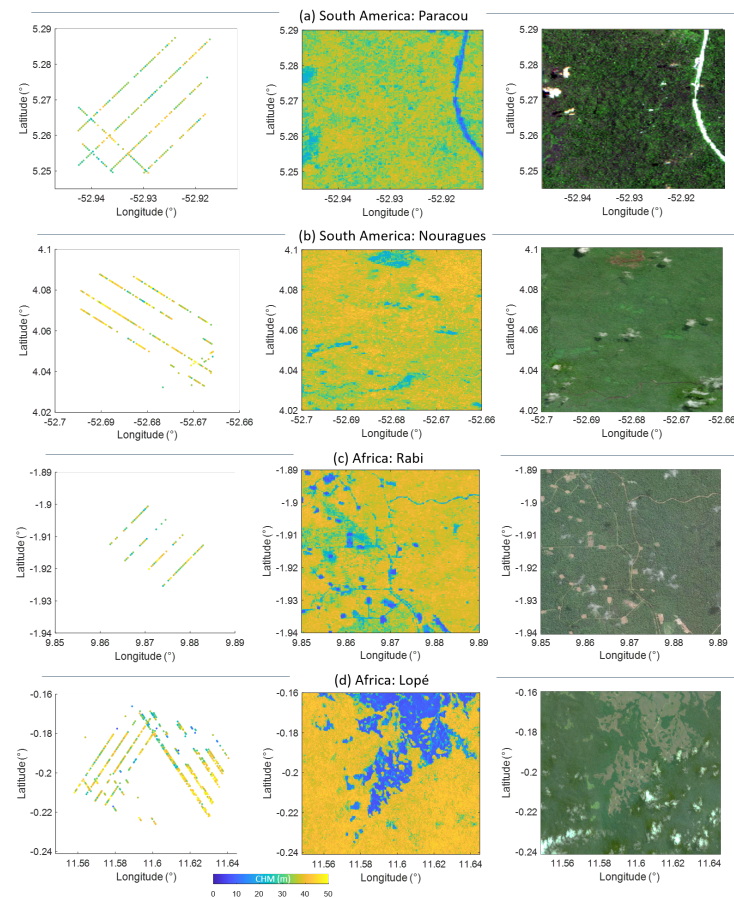 (a) South America: Paracou
5.29 5.29 5.29
5.28 5.28 5.28
5.27 5.27 5.27
5.26 5.26 5.26
5.25 5.25 5.25
Latitude (°) Latitude (°) Latitude (°)
-52.94 -52.93 -52.92 -52.94 -52.93 -52.92 -52.94 -52.93 -52.92
Longitude (°) Longitude (°) Longitude (°)
(b) South America: Nouragues
4.1 4.1 4.1
4.08 4.08 4.08
4.06 4.06 4.06
4.04 4.04 4.04
4.02 4.02 4.02
Latitude (°) Latitude (°) Latitude (°)
-52.7 -52.69 -52.68 -52.67 -52.66 -52.7 -52.69 -52.68 -52.67 -52.66 -52.7 -52.69 -52.68 -52.67 -52.66
Longitude (°) Longitude (°) Longitude (°)
(c) Africa: Rabi
-1.89 -1.89 -1.89
-1.9 -1.9 -1.9
-1.91 -1.91 -1.91
-1.92 -1.92 -1.92
-1.93 -1.93 -1.93
-1.94 -1.94 -1.94
Latitude (°) Latitude (°) Latitude (°)
9.85 9.86 9.87 9.88 9.89 9.85 9.86 9.87 9.88 9.89 9.85 9.86 9.87 9.88 9.89
Longitude (°) Longitude (°) Longitude (°)
(d) Africa: Lopé
-0.16 -0.16 -0.16
-0.18 -0.18 -0.18
-0.2 -0.2 -0.2
-0.22 -0.22 -0.22
-0.24 -0.24 -0.24
Latitude (°) Latitude (°) Latitude (°)
11.56 11.58 11.6 11.62 11.64 11.56 11.58 11.6 11.62 11.64 11.56 11.58 11.6 11.62 11.64
Longitude (°) Longitude (°) Longitude (°)
CHM (m)
0 10 20 30 40 50